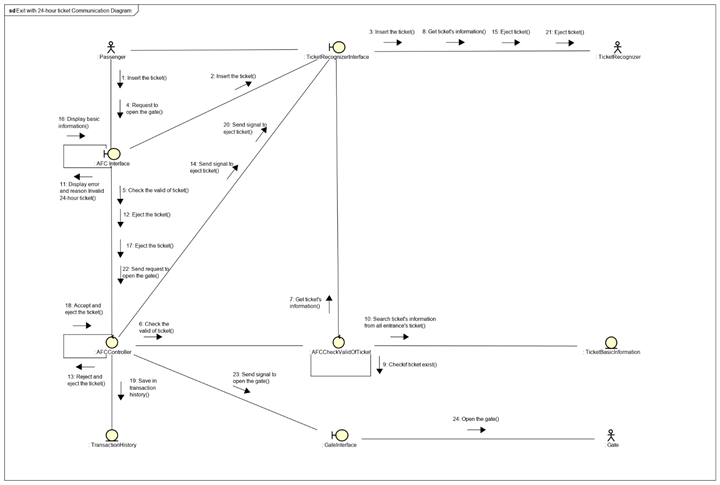 sd Exit with 24-hour ticket Communication Diagram
3: Insert the ticket()
8: Get ticket's information()
15: Eject ticket()
21: Eject ticket()
: Passenger
: TicketRecognizerInterface
: TicketRecognizer
1: Insert the ticket()
2: Insert the ticket()
4: Request to
open the gate()
16: Display basic
information()
20: Send signal to
eject ticket()
: AFC Interface
14: Send signal to
eject ticket()
11: Display error
and reason invalid
24-hour ticket()
5: Check the valid of ticket()
12: Eject the ticket()
17: Eject the ticket()
22: Send request to
open the gate()
18: Accept and
eject the ticket()
7: Get ticket's
information()
6: Check the
valid of ticket()
10: Search ticket's information
from all entrance's ticket()
: AFCController
: AFCCheckValidOfTicket
: TicketBasicInformation
13: Reject and
eject the ticket()
9: Check if ticket exist()
19: Save in
transaction
history()
23: Send signal to
open the gate()
24: Open the gate()
: TransactionHistory
: GateInterface
: Gate